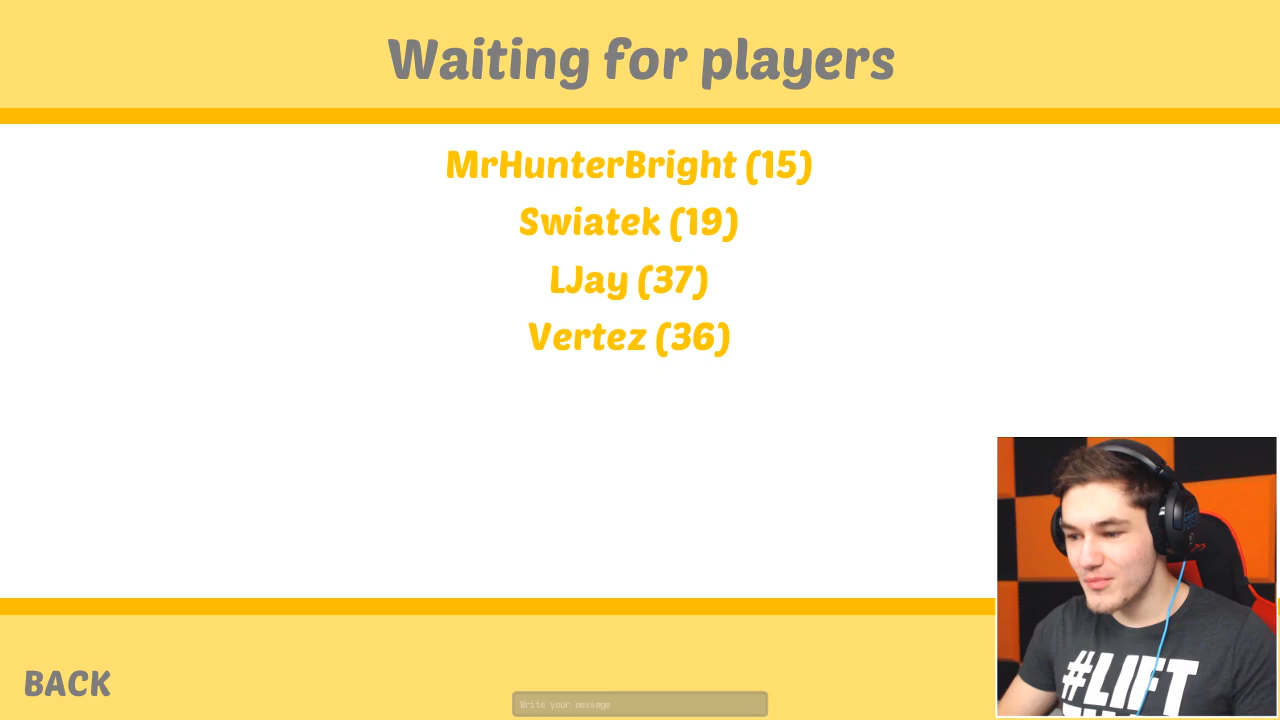 Waiting for players
MrHunterBright (15)
Swiatek (19)
LJay (37)
Vertez (36)
BACK
Write your message
#LIFT